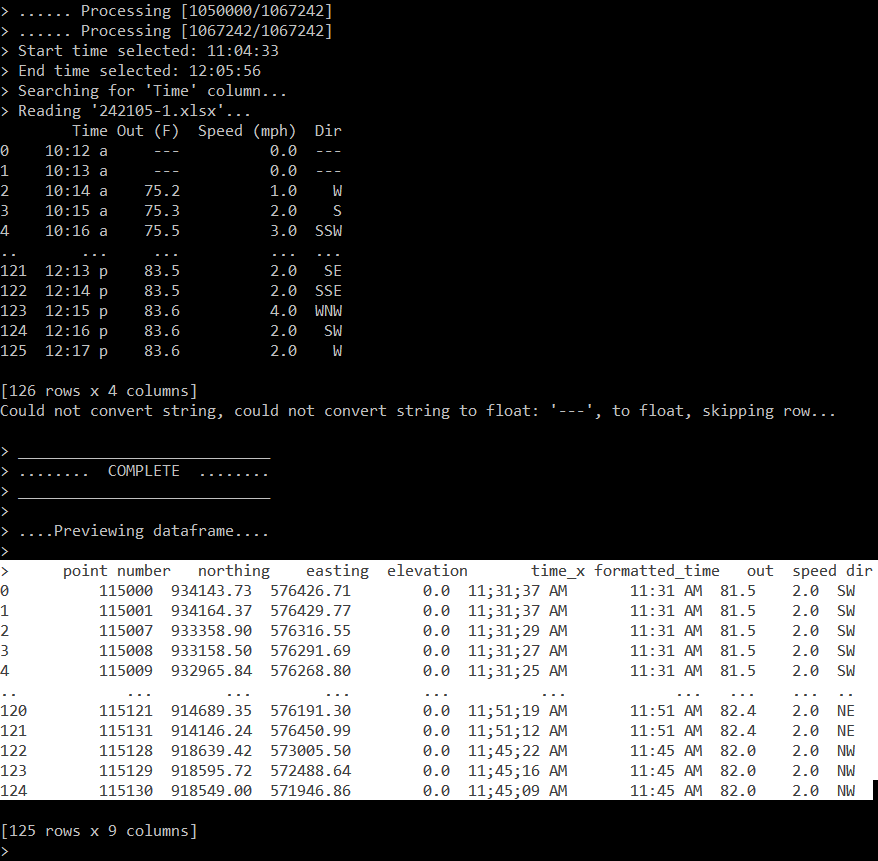 > ...... Processing [1050000/1067242]
> ...... Processing [1067242/1067242]
> Start time selected: 11:04:33
> End time selected: 12:05:56
> Searching for 'Time' column...
> Reading '242105-1.xlsx'...
        Time Out (F)  Speed (mph)  Dir
0    10:12 a     ---          0.0  ---
1    10:13 a     ---          0.0  ---
2    10:14 a    75.2          1.0    W
3    10:15 a    75.3          2.0    S
4    10:16 a    75.5          3.0  SSW
..       ...     ...          ...  ...
121  12:13 p    83.5          2.0   SE
122  12:14 p    83.5          2.0  SSE
123  12:15 p    83.6          4.0  WNW
124  12:16 p    83.6          2.0   SW
125  12:17 p    83.6          2.0    W
[126 rows x 4 columns]
Could not convert string, could not convert string to float: '---', to float, skipping row...
> ____________________________
> ........  COMPLETE  ........
> ____________________________
>
> ....Previewing dataframe....
>
>      point number   northing    easting  elevation       time_x formatted_time   out  speed dir
0          115000  934143.73  576426.71        0.0  11;31;37 AM       11:31 AM  81.5    2.0  SW
1          115001  934164.37  576429.77        0.0  11;31;37 AM       11:31 AM  81.5    2.0  SW
2          115007  933358.90  576316.55        0.0  11;31;29 AM       11:31 AM  81.5    2.0  SW
3          115008  933158.50  576291.69        0.0  11;31;27 AM       11:31 AM  81.5    2.0  SW
4          115009  932965.84  576268.80        0.0  11;31;25 AM       11:31 AM  81.5    2.0  SW
..            ...        ...        ...        ...          ...            ...   ...    ...  ..
120        115121  914689.35  576191.30        0.0  11;51;19 AM       11:51 AM  82.4    2.0  NE
121        115131  914146.24  576450.99        0.0  11;51;12 AM       11:51 AM  82.4    2.0  NE
122        115128  918639.42  573005.50        0.0  11;45;22 AM       11:45 AM  82.0    2.0  NW
123        115129  918595.72  572488.64        0.0  11;45;16 AM       11:45 AM  82.0    2.0  NW
124        115130  918549.00  571946.86        0.0  11;45;09 AM       11:45 AM  82.0    2.0  NW
[125 rows x 9 columns]
>